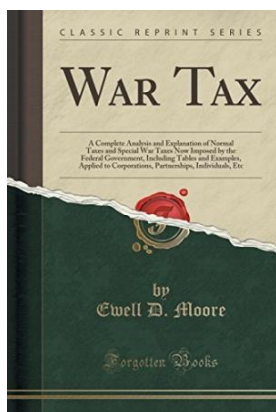 CLASSIC REPRINT SERIES
WAR TAX
A Complete Analysis and Explanation of Normal
Taxes and Special War Taxes Now Imposed by the
Federal Government, Including Tables and Examples,
Applied to Corporations, Partnerships, Individuals, Etc
by
Ewell D. Moore
Forgotten Books